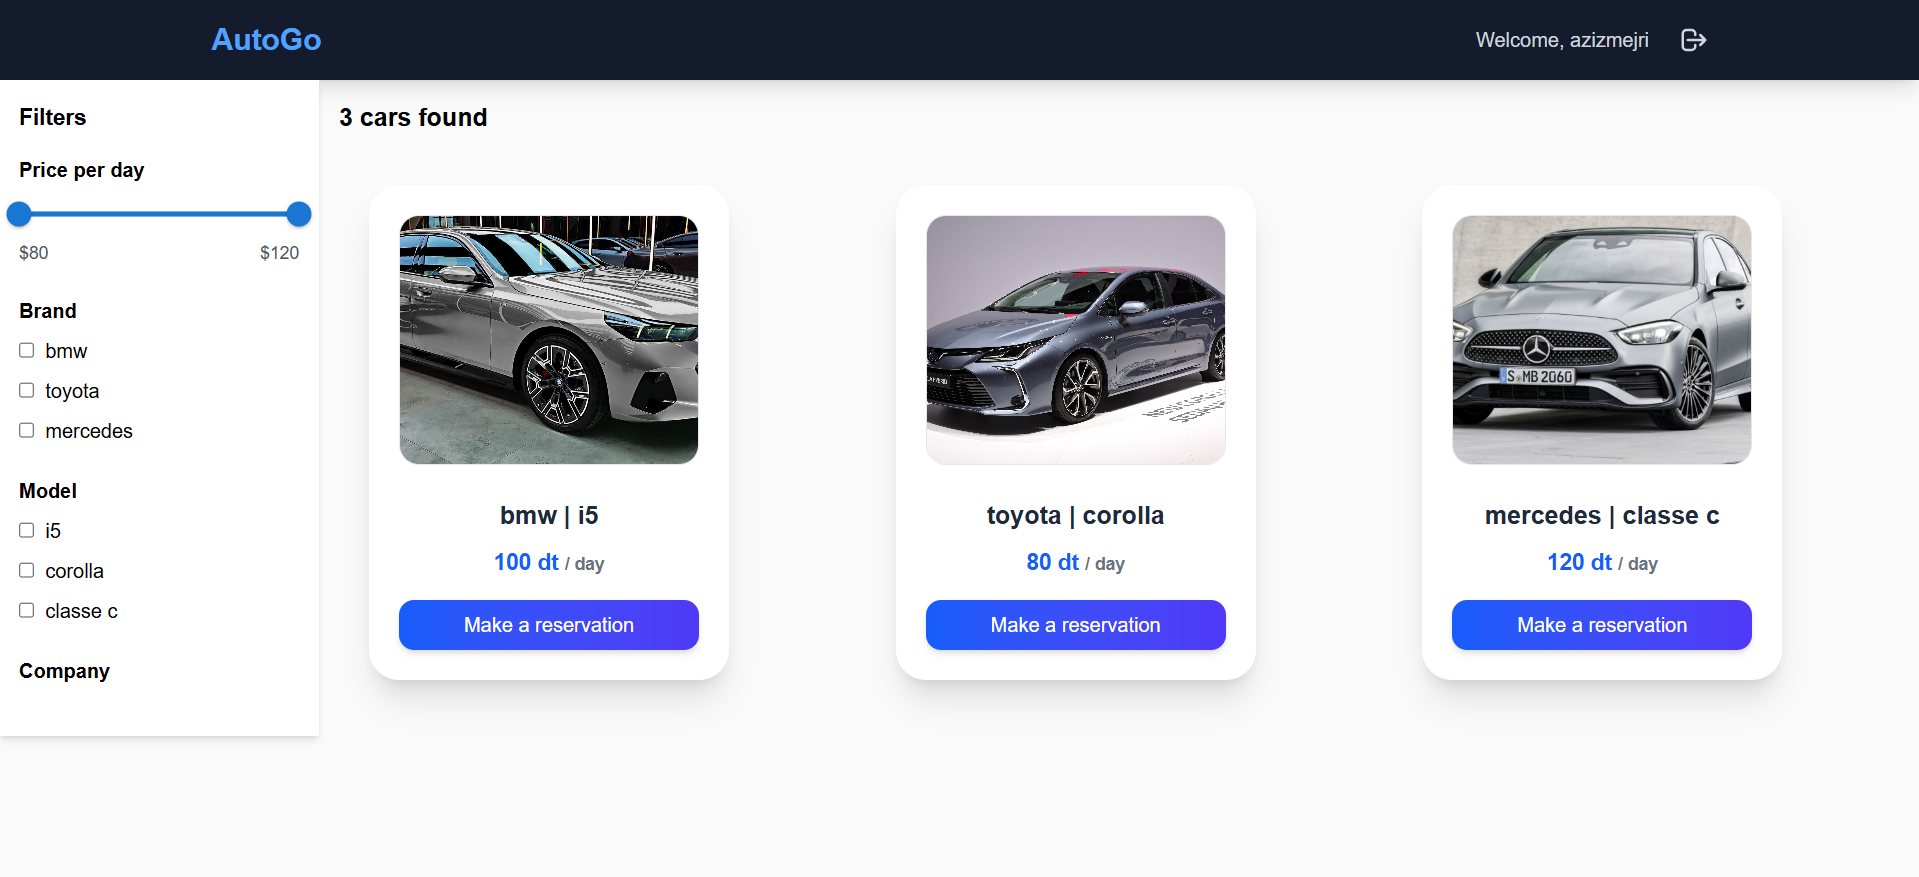 AutoGo
Welcome, azizmejri
Filters
Price per day
$80 $120
Brand
bmw
toyota
mercedes
Model
i5
corolla
classe c
Company
3 cars found
bmw | i5
100 dt / day
Make a reservation
toyota | corolla
80 dt / day
Make a reservation
S MB 2060
mercedes | classe c
120 dt / day
Make a reservation